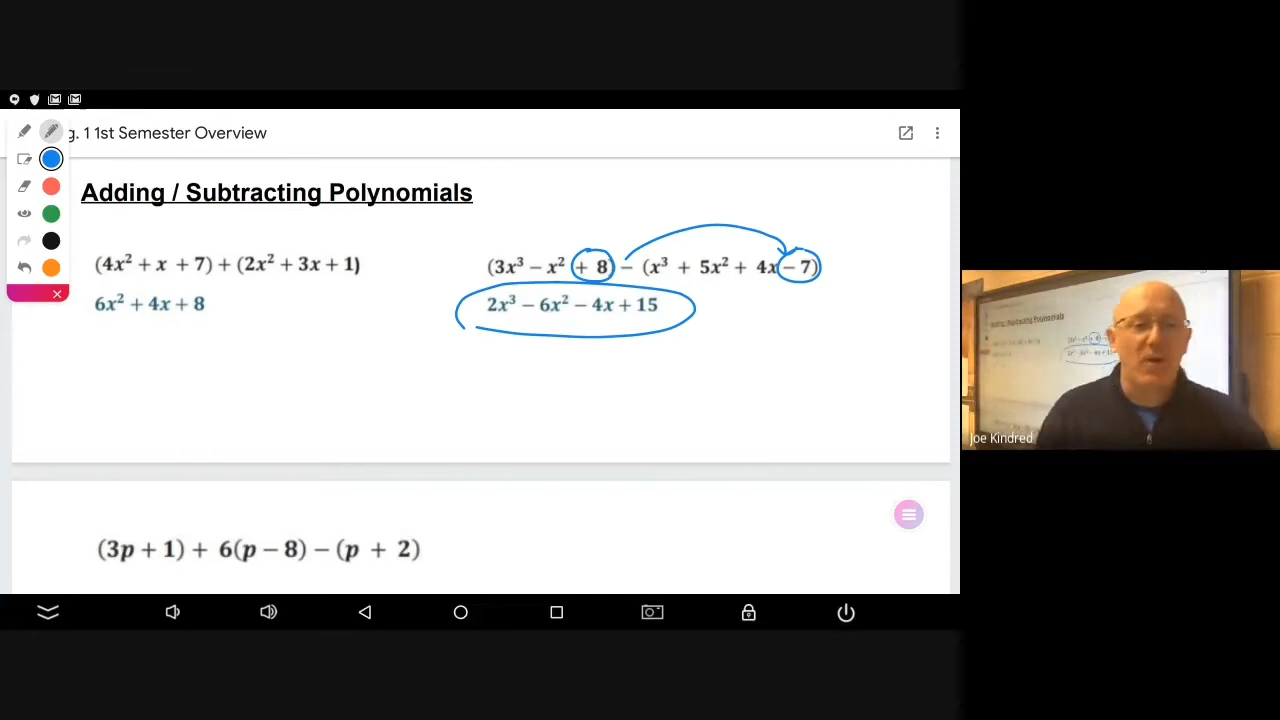 g. 1 1st Semester Overview
Adding / Subtracting Polynomials
(4x² + x + 7) + (2x² + 3x + 1)
6x² + 4x + 8
(3x³ − x² + 8) − (x³ + 5x² + 4x − 7)
2x³ − 6x² − 4x + 15
(3p + 1) + 6(p − 8) − (p + 2)
Joe Kindred